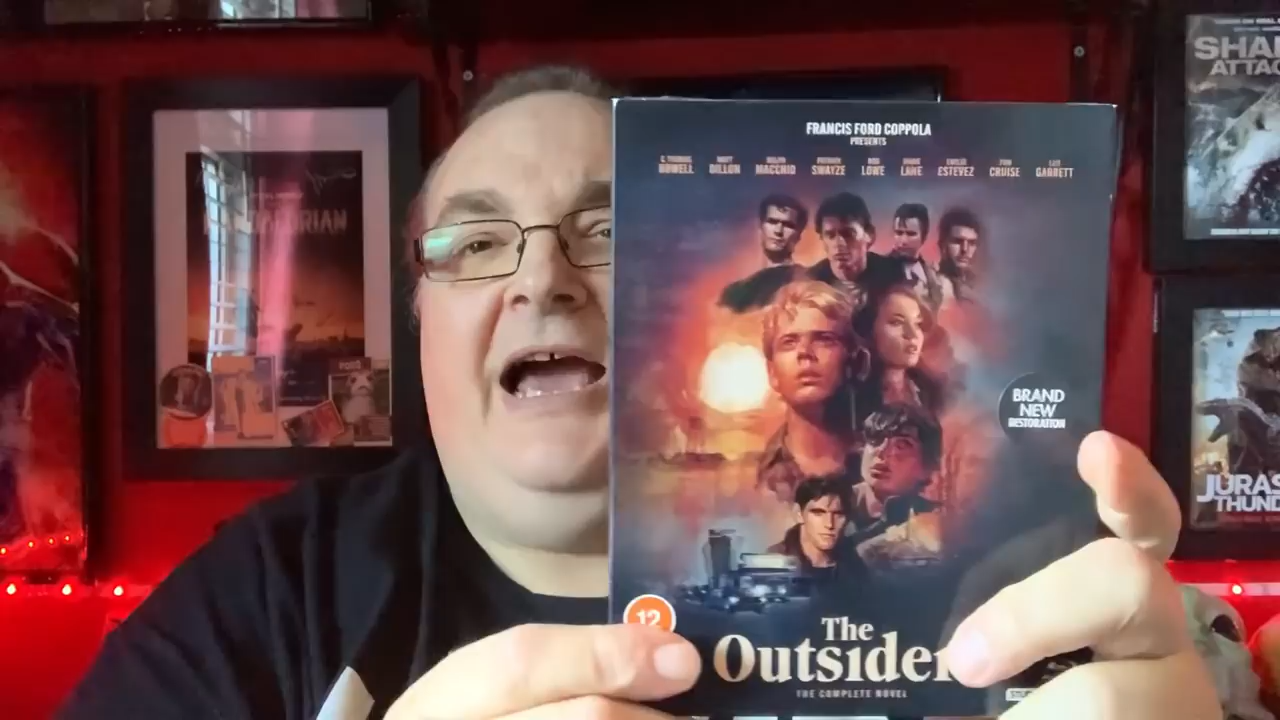 FRANCIS FORD COPPOLA
PRESENTS
C. THOMAS HOWELL MATT DILLON RALPH MACCHIO PATRICK SWAYZE ROB LOWE DIANE LANE EMILIO ESTEVEZ TOM CRUISE LEIF GARRETT
BRAND
NEW
RESTORATION
12
The
Outsider
THE COMPLETE NOVEL
SHA
ATTAC
JURAS
THUND